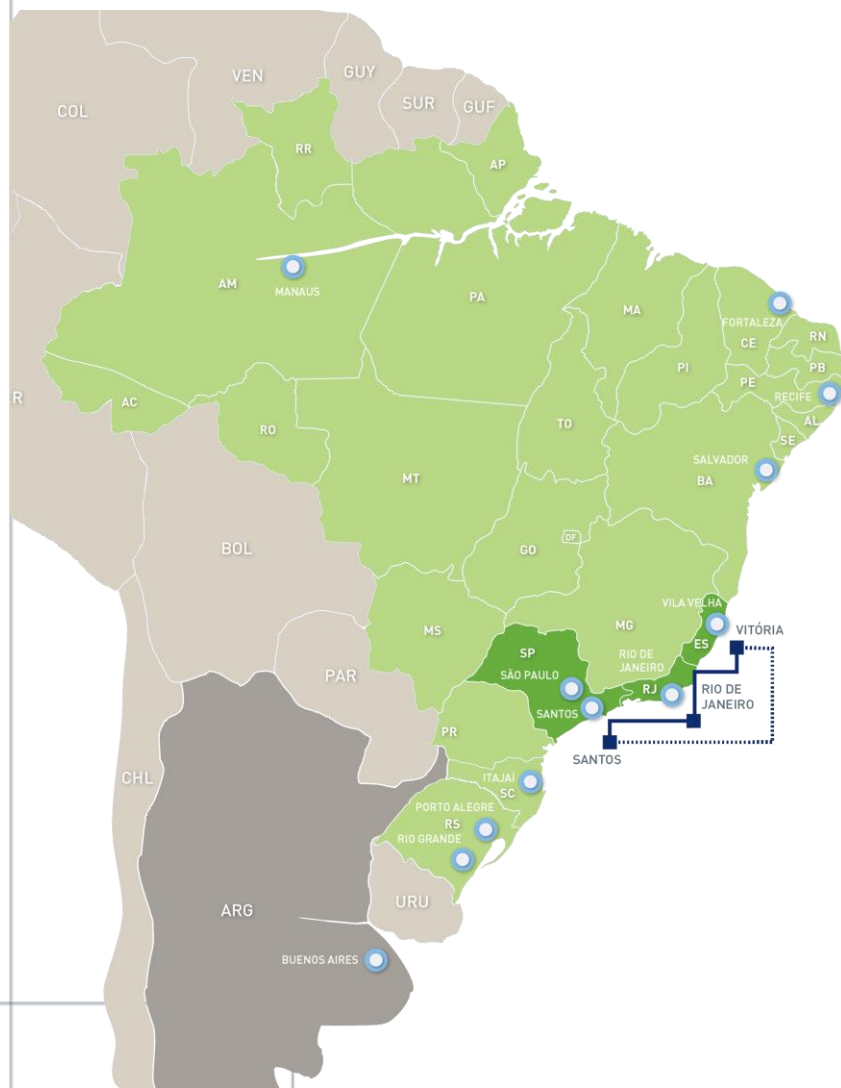 VEN
GUY
COL
SUR
GUF
RR
AP
AM
MANAUS
PA
MA
FORTALEZA
CE
RN
PI
PB
PE
RECIFE
R
AC
RO
TO
AL
SE
SALVADOR
BA
MT
BOL
GO
DF
VILA VELHA
MS
MG
VITÓRIA
ES
SP
RIO DE
JANEIRO
SÃO PAULO
RJ
RIO DE
JANEIRO
PAR
SANTOS
PR
SANTOS
CHL
ITAJAÍ
SC
PORTO ALEGRE
RS
RIO GRANDE
URU
ARG
BUENOS AIRES